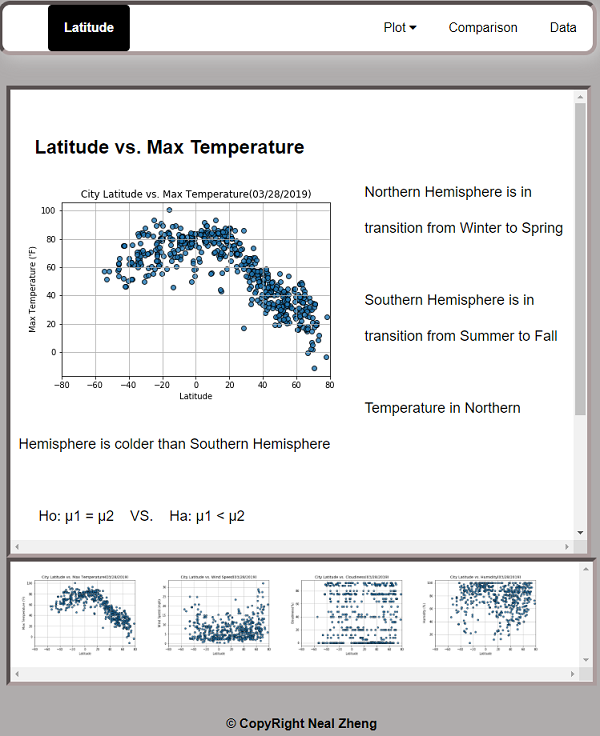 Latitude
Plot
Comparison
Data
Latitude vs. Max Temperature
City Latitude vs. Max Temperature(03/28/2019)
Max Temperature (°F)
100
80
60
40
20
0
-80
-60
-40
-20
0
20
40
60
80
Latitude
Northern Hemisphere is in
transition from Winter to Spring
Southern Hemisphere is in
transition from Summer to Fall
Temperature in Northern
Hemisphere is colder than Southern Hemisphere
Ho: µ1 = µ2 VS. Ha: µ1 < µ2
City Latitude vs. Max Temperature(03/28/2019)
Latitude
City Latitude vs. Wind Speed(03/28/2019)
Latitude
City Latitude vs. Cloudiness(03/28/2019)
Latitude
City Latitude vs. Humidity(03/28/2019)
Latitude
© CopyRight Neal Zheng